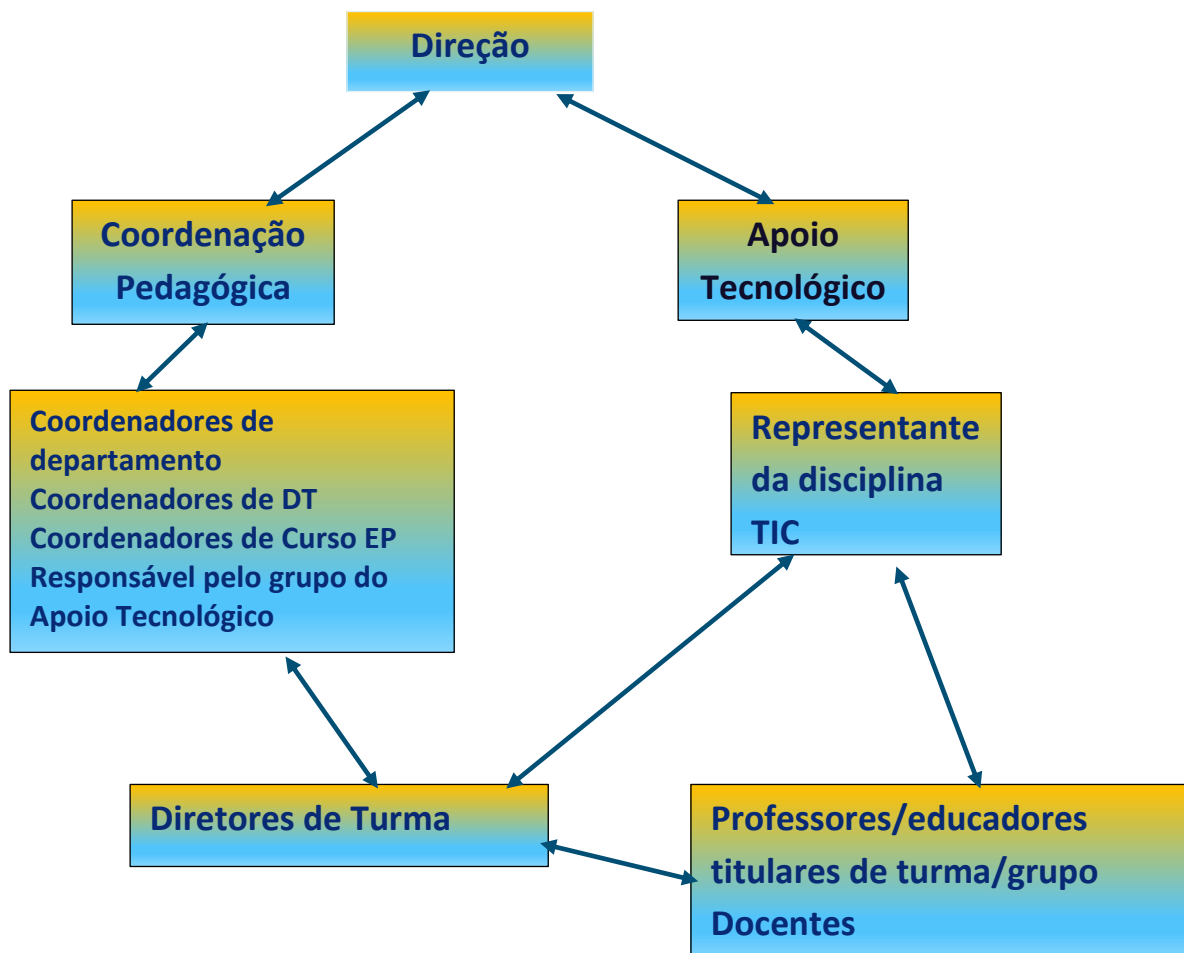 Direção
Coordenação
Pedagógica
Apoio
Tecnológico
Coordenadores de
departamento
Coordenadores de DT
Coordenadores de Curso EP
Responsável pelo grupo do
Apoio Tecnológico
Representante
da disciplina
TIC
Diretores de Turma
Professores/educadores
titulares de turma/grupo
Docentes